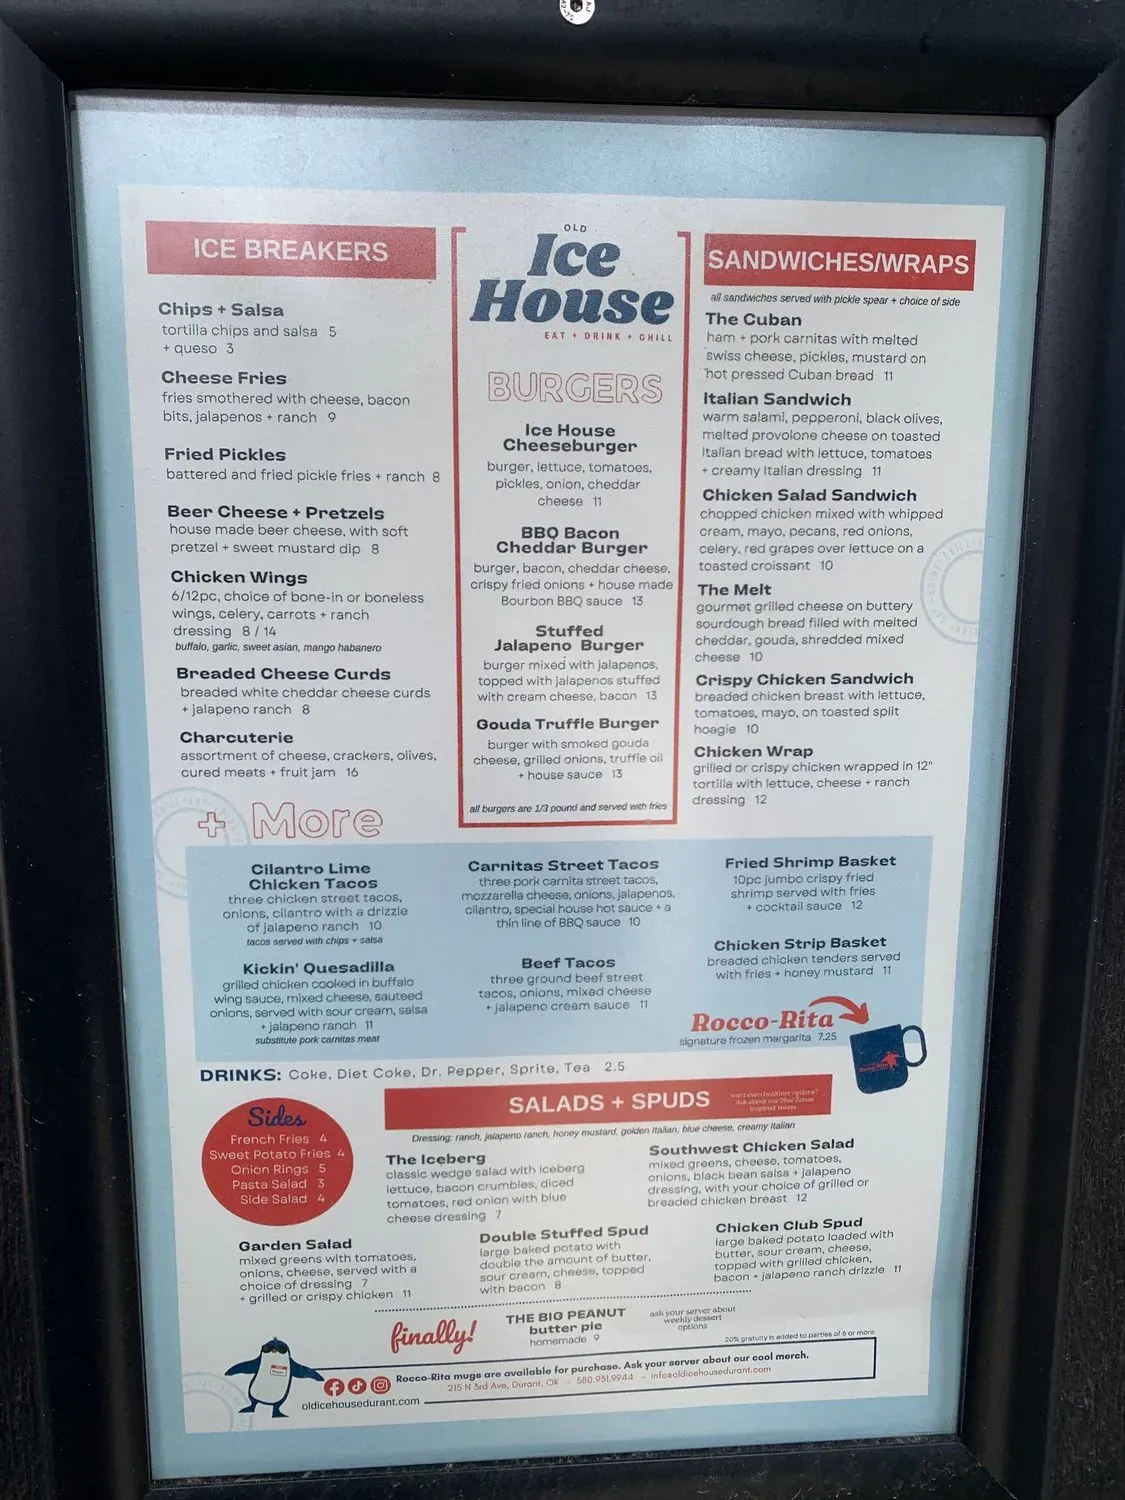 ICE BREAKERS
Chips + Salsa
tortilla chips and salsa 5
+ queso 3
Cheese Fries
fries smothered with cheese, bacon
bits, jalapenos + ranch 9
Fried Pickles
battered and fried pickle fries + ranch 8
Beer Cheese + Pretzels
house made beer cheese, with soft
pretzel + sweet mustard dip 8
Chicken Wings
6/12pc, choice of bone-in or boneless
wings, celery, carrots + ranch
dressing 8 / 14
buffalo, garlic, sweet asian, mango habanero
Breaded Cheese Curds
breaded white cheddar cheese curds
+ jalapeno ranch 8
Charcuterie
assortment of cheese, crackers, olives,
cured meats + fruit jam 16
OLD
Ice
House
EAT + DRINK + CHILL
BURGERS
Ice House
Cheeseburger
burger, lettuce, tomatoes,
pickles, onion, cheddar
cheese 11
BBQ Bacon
Cheddar Burger
burger, bacon, cheddar cheese,
crispy fried onions + house made
Bourbon BBQ sauce 13
Stuffed
Jalapeno Burger
burger mixed with jalapenos,
topped with jalapenos stuffed
with cream cheese, bacon 13
Gouda Truffle Burger
burger with smoked gouda
cheese, grilled onions, truffle oil
+ house sauce 13
all burgers are 1/3 pound and served with fries
SANDWICHES/WRAPS
all sandwiches served with pickle spear + choice of side
The Cuban
ham + pork carnitas with melted
swiss cheese, pickles, mustard on
hot pressed Cuban bread 11
Italian Sandwich
warm salami, pepperoni, black olives,
melted provolone cheese on toasted
Italian bread with lettuce, tomatoes
+ creamy Italian dressing 11
Chicken Salad Sandwich
chopped chicken mixed with whipped
cream, mayo, pecans, red onions,
celery, red grapes over lettuce on a
toasted croissant 10
The Melt
gourmet grilled cheese on buttery
sourdough bread filled with melted
cheddar, gouda, shredded mixed
cheese 10
Crispy Chicken Sandwich
breaded chicken breast with lettuce,
tomatoes, mayo, on toasted split
hoagie 10
Chicken Wrap
grilled or crispy chicken wrapped in 12"
tortilla with lettuce, cheese + ranch
dressing 12
+ More
Cilantro Lime
Chicken Tacos
three chicken street tacos,
onions, cilantro with a drizzle
of jalapeno ranch 10
tacos served with chips + salsa
Kickin' Quesadilla
grilled chicken cooked in buffalo
wing sauce, mixed cheese, sauteed
onions, served with sour cream, salsa
+ jalapeno ranch 11
substitute pork carnitas meat
Carnitas Street Tacos
three pork carnita street tacos,
mozzarella cheese, onions, jalapenos,
cilantro, special house hot sauce + a
thin line of BBQ sauce 10
Beef Tacos
three ground beef street
tacos, onions, mixed cheese
+ jalapeno cream sauce 11
Fried Shrimp Basket
10pc jumbo crispy fried
shrimp served with fries
+ cocktail sauce 12
Chicken Strip Basket
breaded chicken tenders served
with fries + honey mustard 11
Rocco-Rita
signature frozen margarita 7.25
DRINKS: Coke, Diet Coke, Dr. Pepper, Sprite, Tea 2.5
Sides
French Fries 4
Sweet Potato Fries 4
Onion Rings 5
Pasta Salad 3
Side Salad 4
SALADS + SPUDS
want even healthier options?
Ask about our Blue Zones
inspired menu
Dressing: ranch, jalapeno ranch, honey mustard, golden italian, blue cheese, creamy Italian
The Iceberg
classic wedge salad with iceberg
lettuce, bacon crumbles, diced
tomatoes, red onion with blue
cheese dressing 7
Southwest Chicken Salad
mixed greens, cheese, tomatoes,
onions, black bean salsa + jalapeno
dressing, with your choice of grilled or
breaded chicken breast 12
Garden Salad
mixed greens with tomatoes,
onions, cheese, served with a
choice of dressing 7
+ grilled or crispy chicken 11
Double Stuffed Spud
large baked potato with
double the amount of butter,
sour cream, cheese, topped
with bacon 8
Chicken Club Spud
large baked potato loaded with
butter, sour cream, cheese,
topped with grilled chicken,
bacon + jalapeno ranch drizzle 11
finally!
THE BIG PEANUT
butter pie
homemade 9
ask your server about
weekly dessert
options
20% gratuity is added to parties of 6 or more
Rocco-Rita mugs are available for purchase. Ask your server about our cool merch.
215 N 3rd Ave, Durant, OK - 580.931.9944 - info@oldicehousedurant.com
oldicehousedurant.com